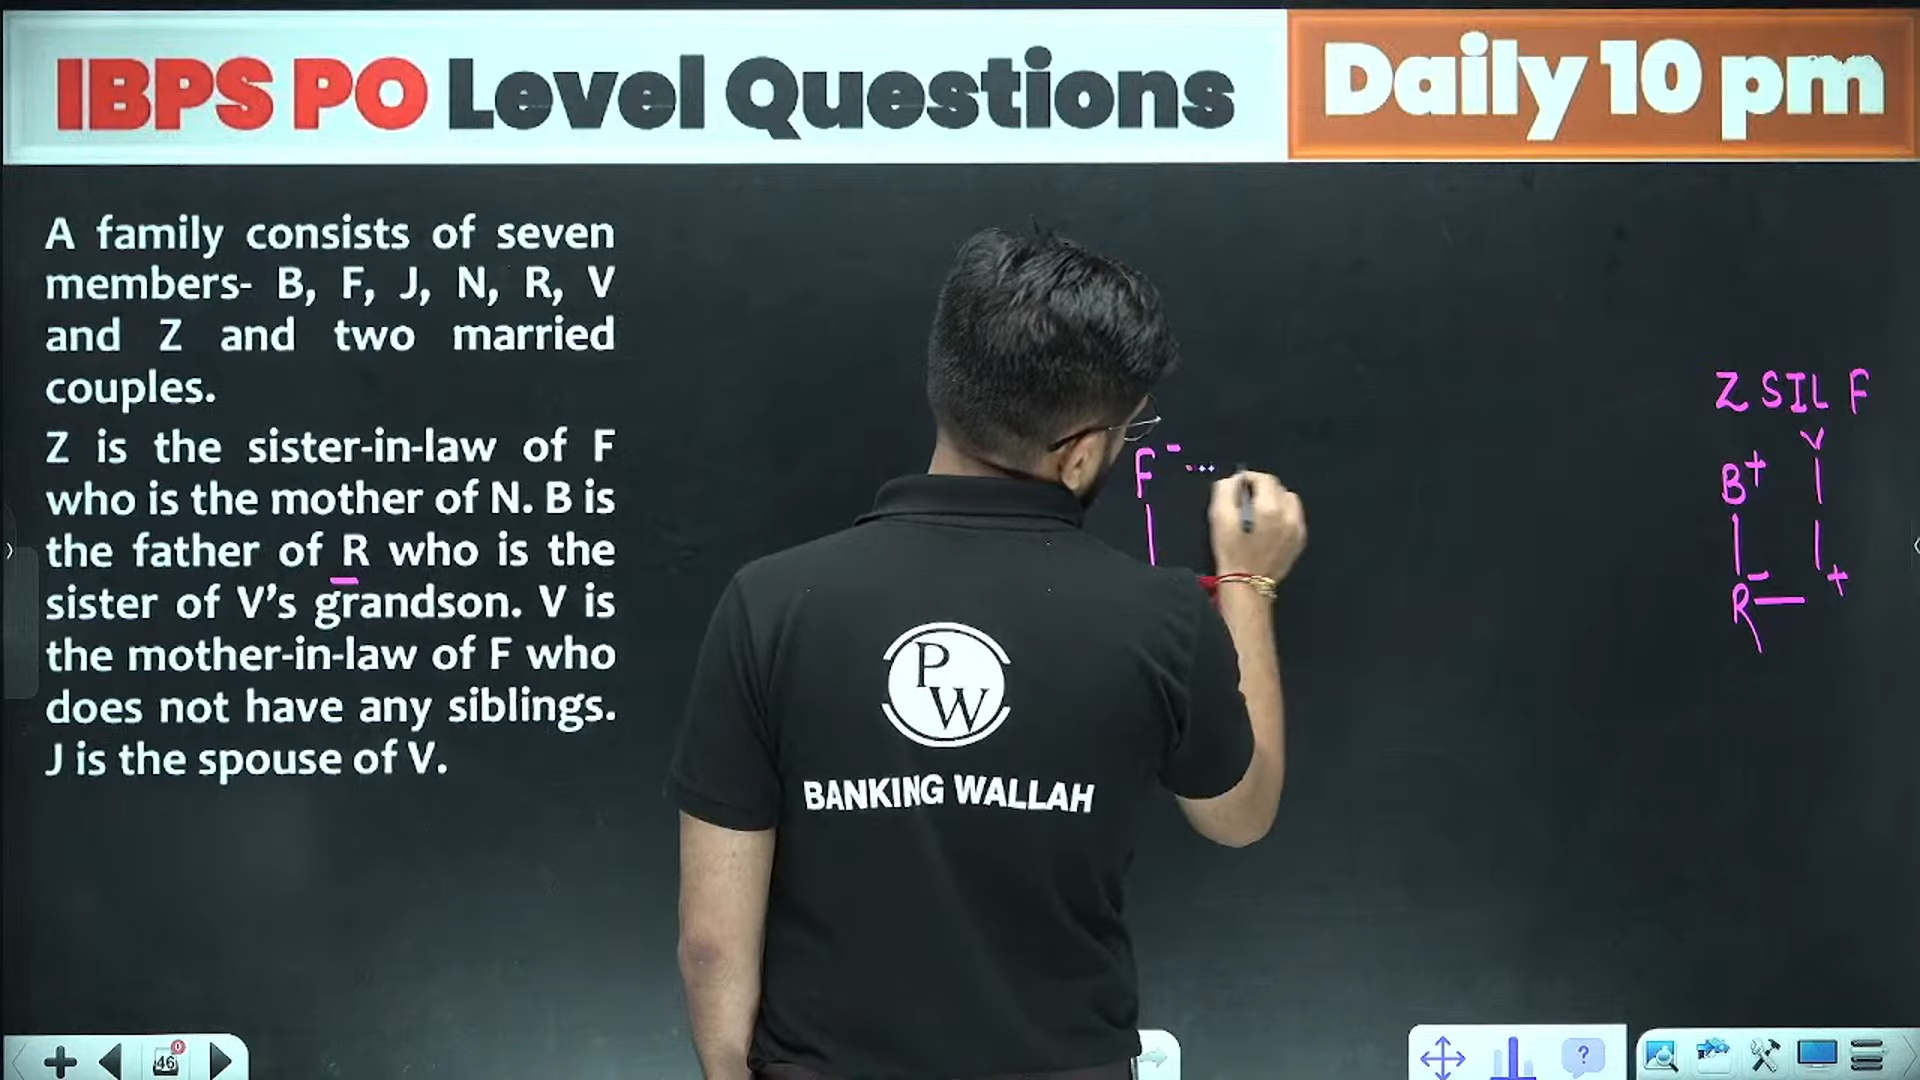 IBPS PO Level Questions
Daily 10 pm
A family consists of seven
members- B, F, J, N, R, V
and Z and two married
couples.
Z is the sister-in-law of F
who is the mother of N. B is
the father of R who is the
sister of V's grandson. V is
the mother-in-law of F who
does not have any siblings.
J is the spouse of V.
F -
Z SIL F
B+ V
R- +
PW
BANKING WALLAH
46
0
?